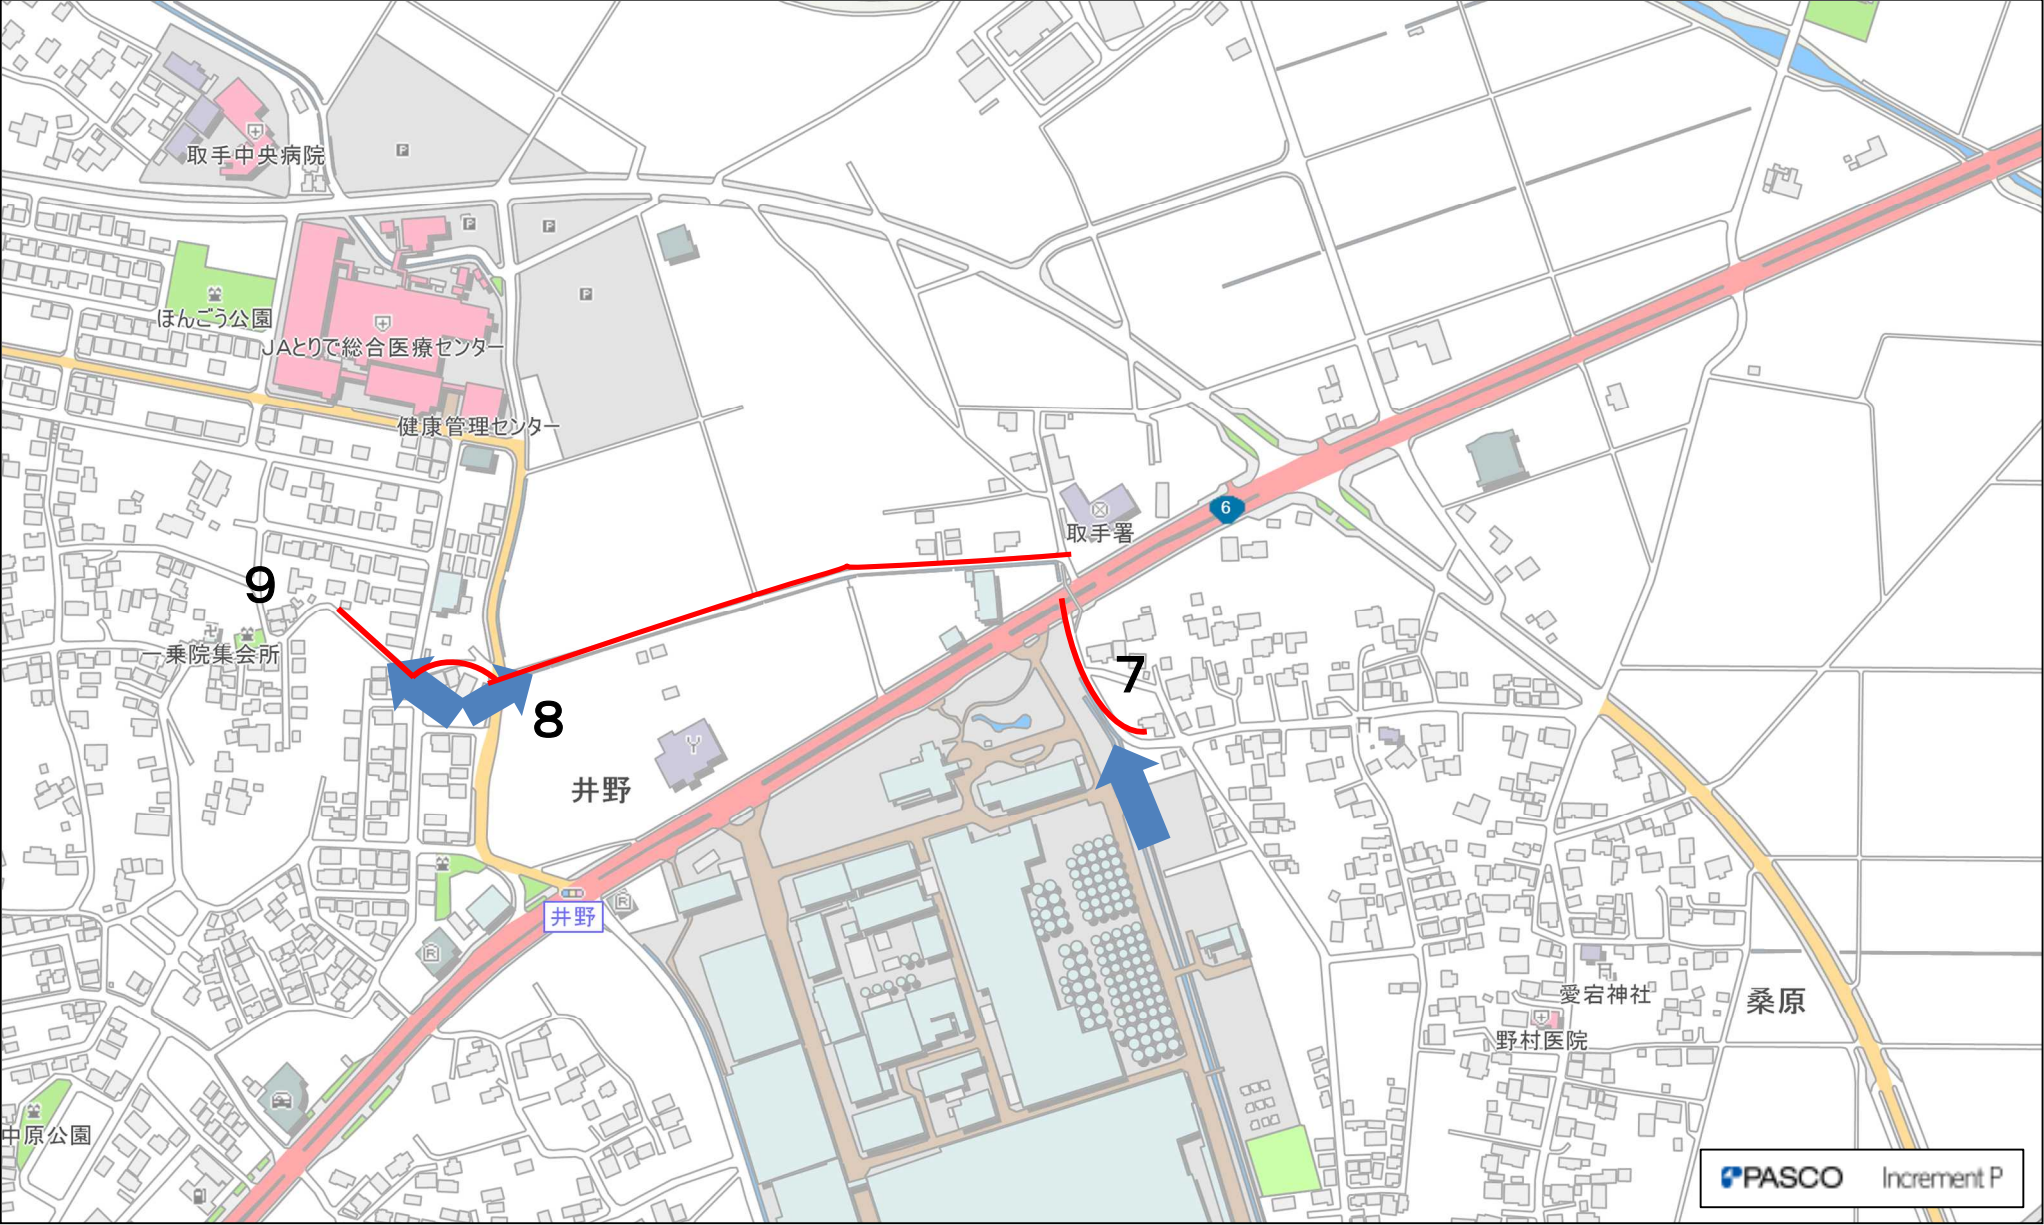 P
取手中央病院
P
P
P
ほんごう公園
JAとりで総合医療センター
健康管理センター
6
取手署
9
一乗院集会所
7
8
井野
R
井野
R
愛宕神社
桑原
野村医院
中原公園
PASCO Increment P